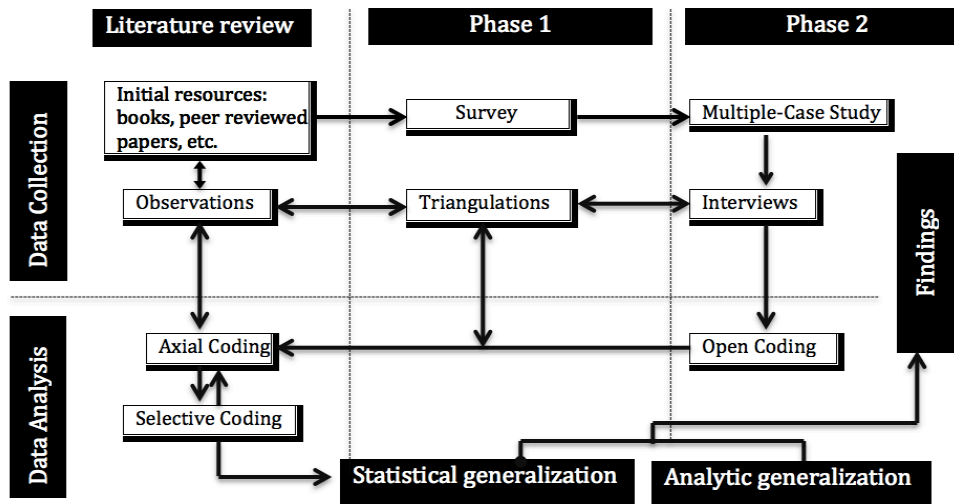 Literature review
Phase 1
Phase 2
Data Collection
Initial resources:
books, peer reviewed
papers, etc.
Survey
Multiple-Case Study
Observations
Triangulations
Interviews
Findings
Data Analysis
Axial Coding
Open Coding
Selective Coding
Statistical generalization
Analytic generalization